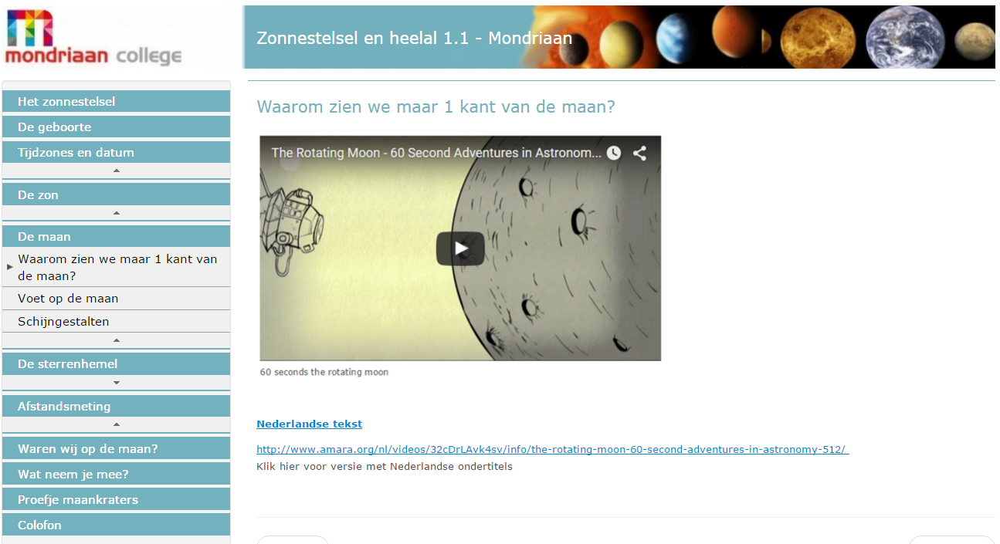 mondriaan college
Zonnestelsel en heelal 1.1 - Mondriaan
Het zonnestelsel
De geboorte
Tijdzones en datum
De zon
De maan
Waarom zien we maar 1 kant van
de maan?
Voet op de maan
Schijngestalten
De sterrenhemel
Afstandsmeting
Waren wij op de maan?
Wat neem je mee?
Proefje maankraters
Colofon
Waarom zien we maar 1 kant van de maan?
The Rotating Moon - 60 Second Adventures in Astronom...
60 seconds the rotating moon
Nederlandse tekst
http://www.amara.org/nl/videos/32cDrLAvk4sv/info/the-rotating-moon-60-second-adventures-in-astronomy-512/
Klik hier voor versie met Nederlandse ondertitels